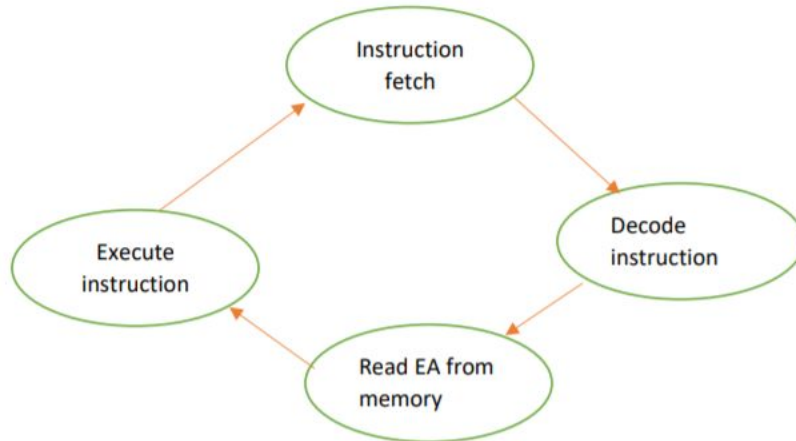 Instruction
fetch
Decode
instruction
Read EA from
memory
Execute
instruction